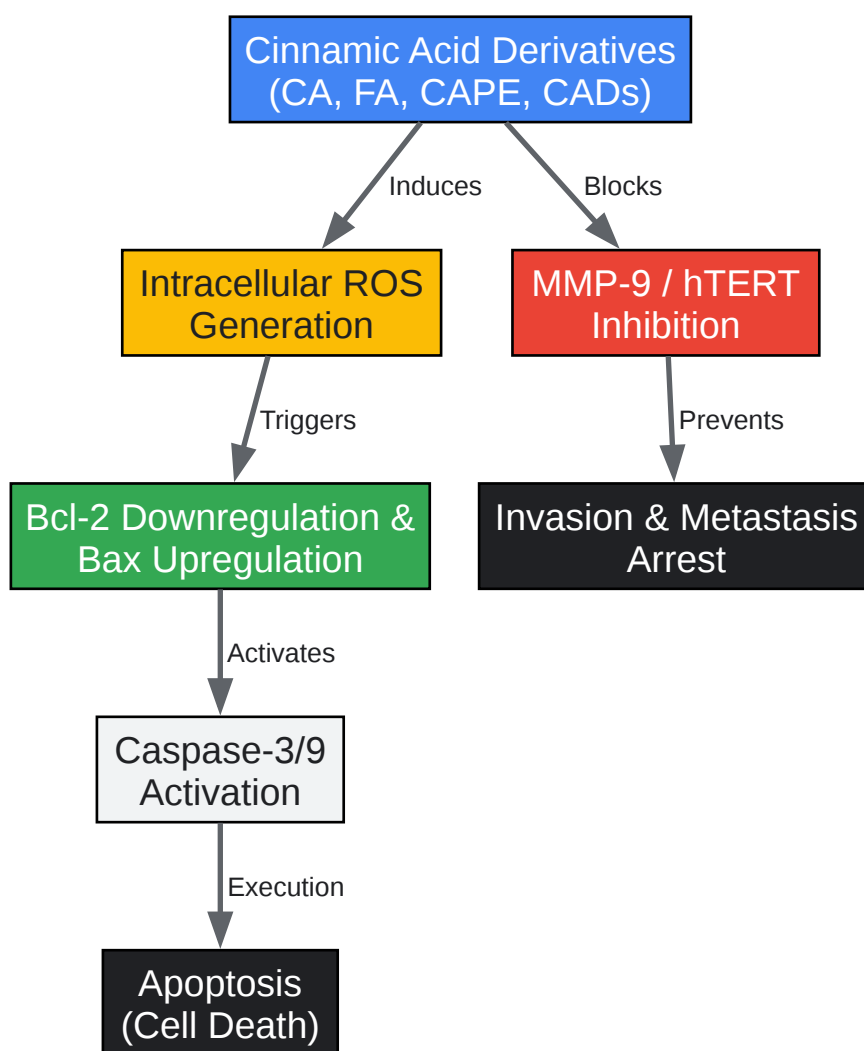 Cinnamic Acid Derivatives
(CA, FA, CAPE, CADs)
Induces
Blocks
Intracellular ROS
Generation
MMP-9 / hTERT
Inhibition
Triggers
Prevents
Bcl-2 Downregulation &
Bax Upregulation
Invasion & Metastasis
Arrest
Activates
Caspase-3/9
Activation
Execution
Apoptosis
(Cell Death)